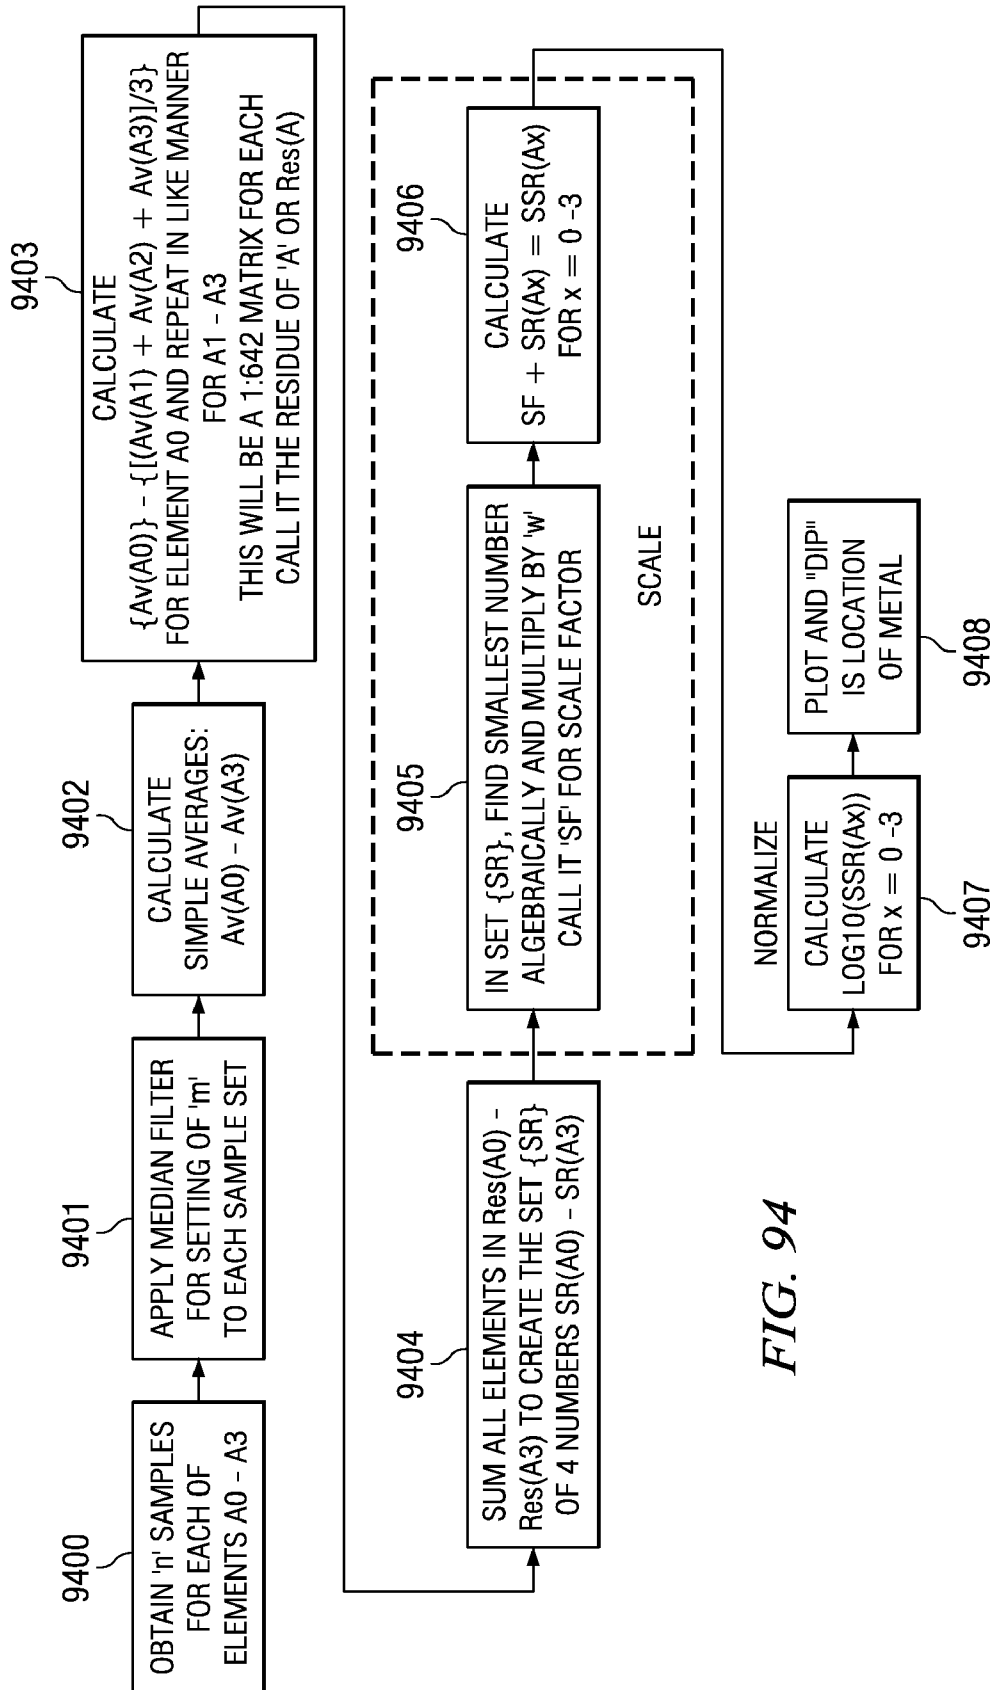 9400
OBTAIN 'n' SAMPLES
FOR EACH OF
ELEMENTS A0 - A3
9401
APPLY MEDIAN FILTER
FOR SETTING OF 'm'
TO EACH SAMPLE SET
9402
CALCULATE
SIMPLE AVERAGES:
Av(A0) - Av(A3)
9403
CALCULATE
{Av(A0)} - {[(Av(A1) + Av(A2) + Av(A3)]/3}
FOR ELEMENT A0 AND REPEAT IN LIKE MANNER
FOR A1 - A3
THIS WILL BE A 1:642 MATRIX FOR EACH
CALL IT THE RESIDUE OF 'A' OR Res(A)
9404
SUM ALL ELEMENTS IN Res(A0) -
Res(A3) TO CREATE THE SET {SR}
OF 4 NUMBERS SR(A0) - SR(A3)
9405
IN SET {SR}, FIND SMALLEST NUMBER
ALGEBRAICALLY AND MULTIPLY BY 'w'
CALL IT 'SF' FOR SCALE FACTOR
9406
CALCULATE
SF + SR(Ax) = SSR(Ax)
FOR x = 0 -3
SCALE
NORMALIZE
CALCULATE
LOG10(SSR(Ax))
FOR x = 0 -3
9407
PLOT AND "DIP"
IS LOCATION
OF METAL
9408
FIG. 94